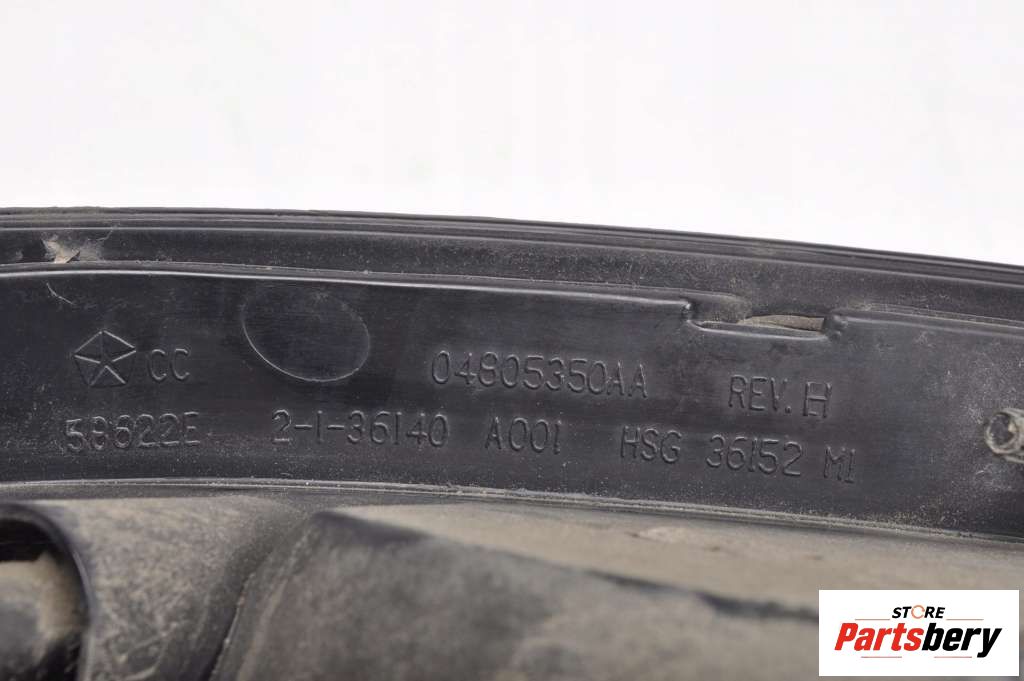 CC 04805350AA REV. H
58622E 2-1-36140 A001 HSG 36152 M1
STORE
Partsbery